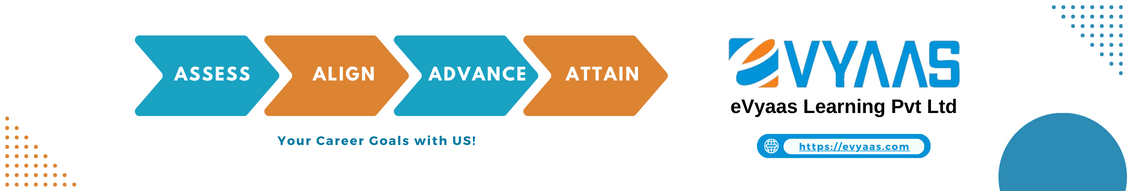 ASSESS ALIGN ADVANCE ATTAIN
Your Career Goals with US!
eVYAAS
eVyaas Learning Pvt Ltd
https://evyaas.com